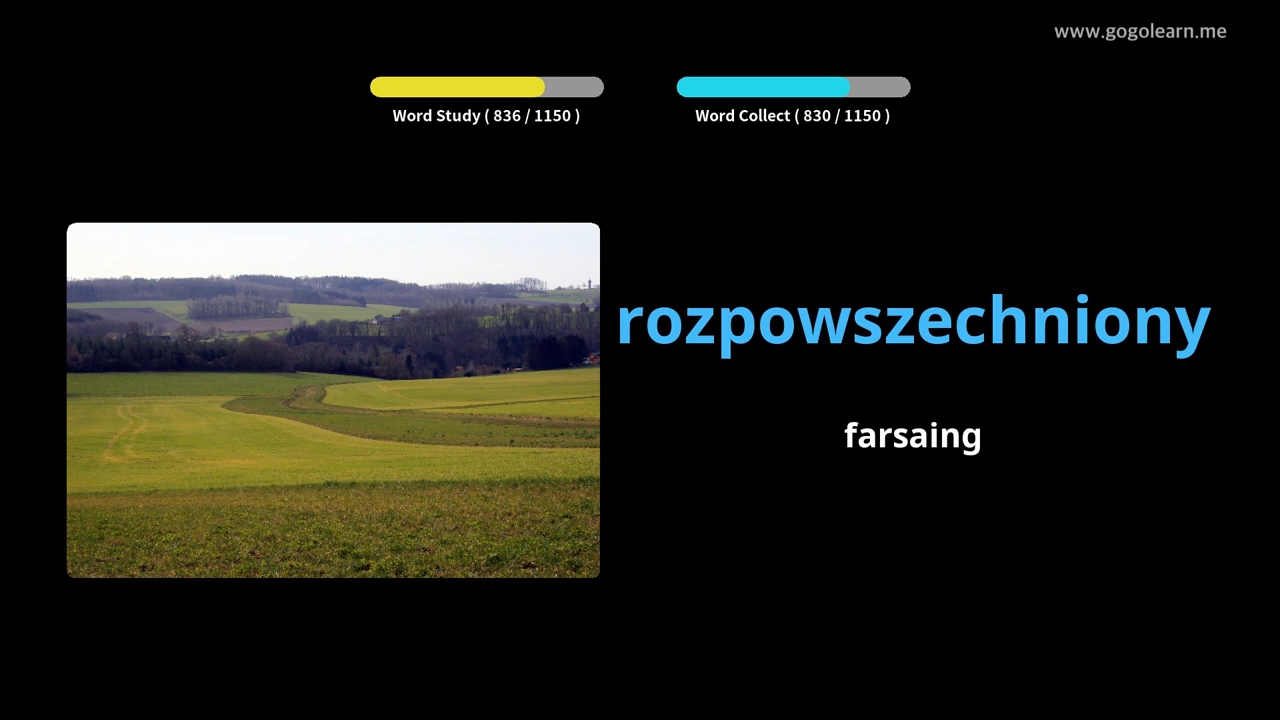 www.gogolearn.me
Word Study ( 836 / 1150 )
Word Collect ( 830 / 1150 )
rozpowszechniony
farsaing